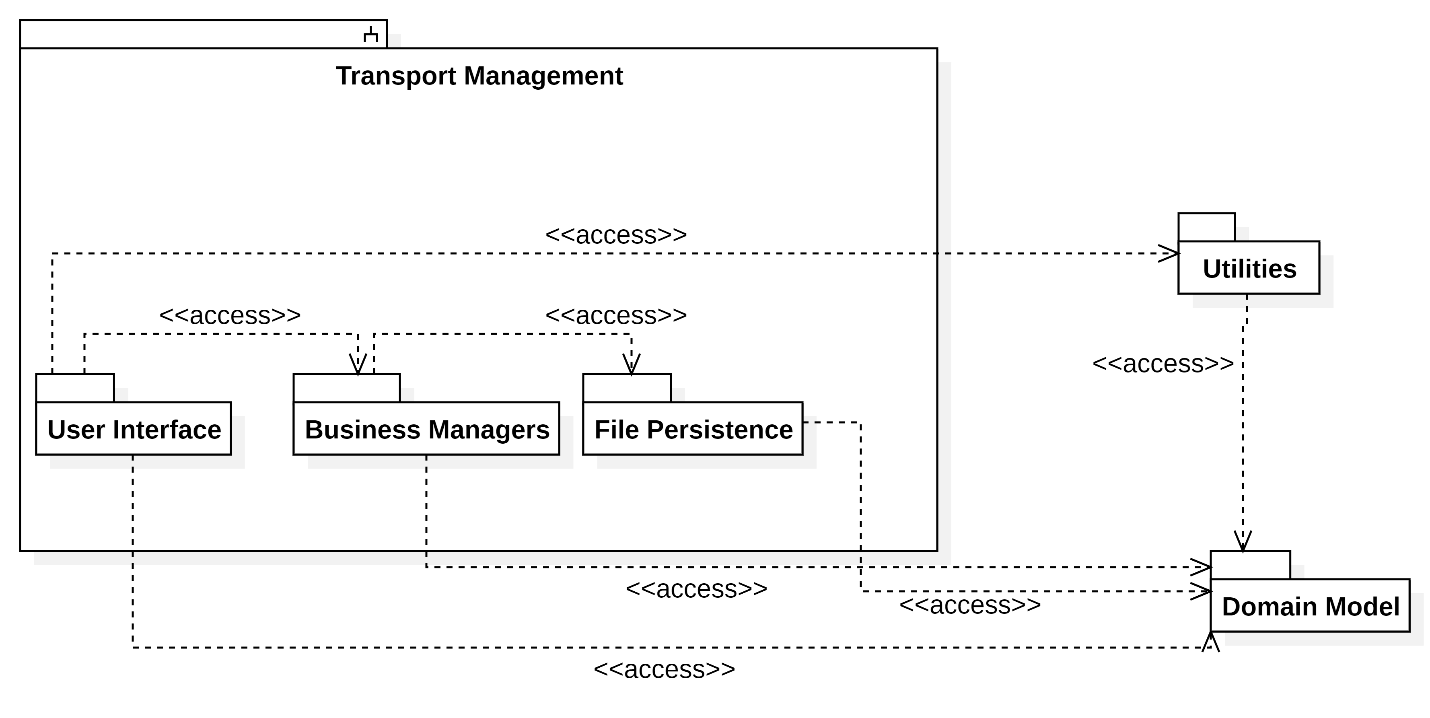 Transport Management
<<access>>
Utilities
<<access>>
<<access>>
<<access>>
User Interface
Business Managers
File Persistence
<<access>>
<<access>>
Domain Model
<<access>>